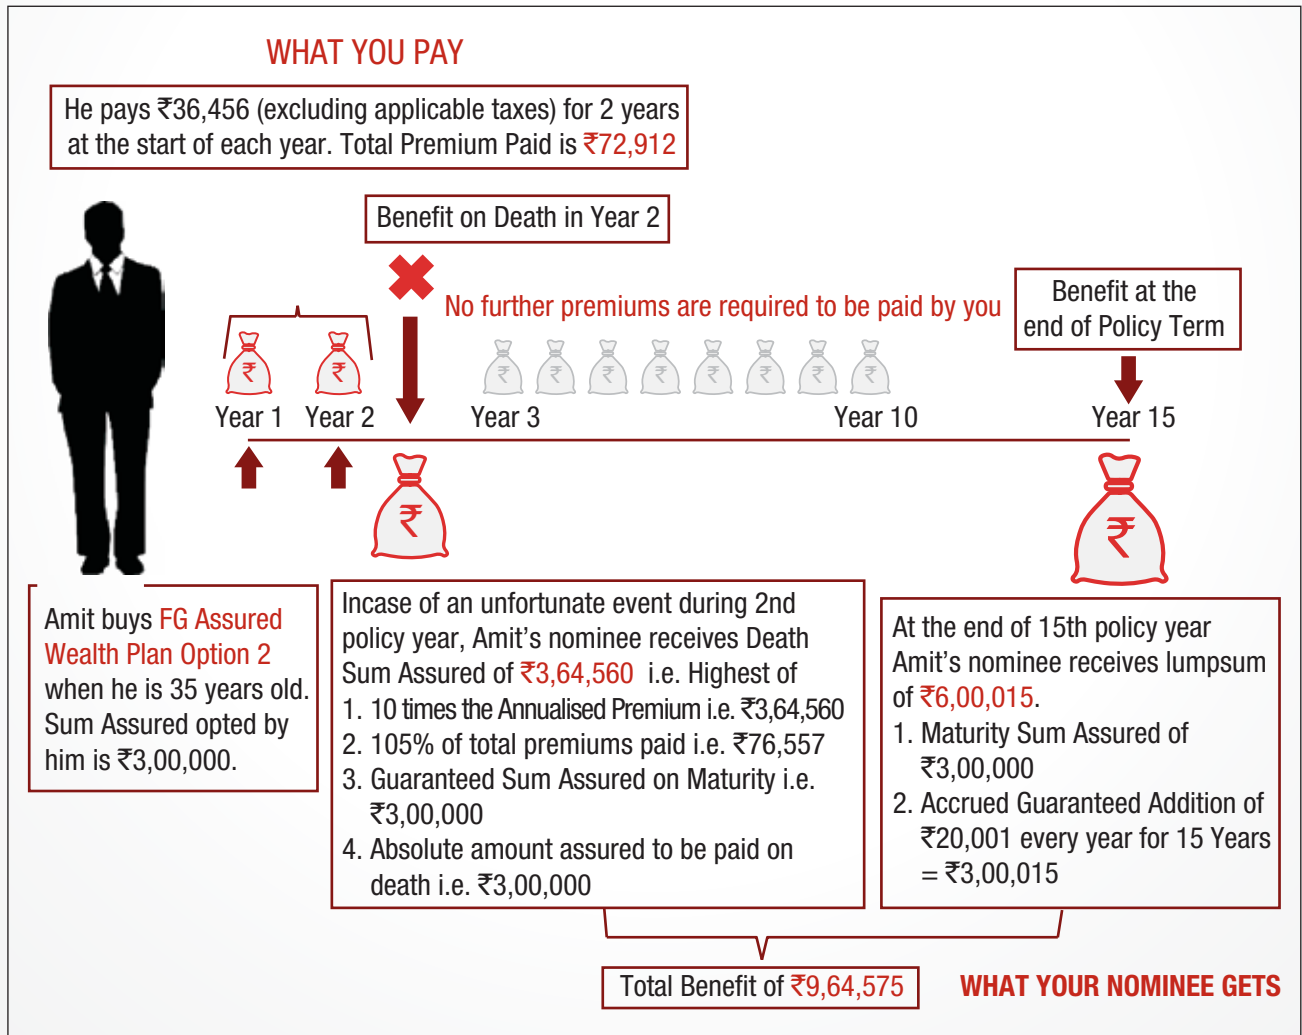 WHAT YOU PAY
He pays ₹36,456 (excluding applicable taxes) for 2 years
at the start of each year. Total Premium Paid is ₹72,912
Benefit on Death in Year 2
No further premiums are required to be paid by you
Benefit at the
end of Policy Term
₹
₹
₹
₹
₹
₹
₹
₹
₹
₹
Year 1
Year 2
Year 3
Year 10
Year 15
₹
₹
Amit buys FG Assured
Wealth Plan Option 2
when he is 35 years old.
Sum Assured opted by
him is ₹3,00,000.
Incase of an unfortunate event during 2nd
policy year, Amit's nominee receives Death
Sum Assured of ₹3,64,560 i.e. Highest of
1. 10 times the Annualised Premium i.e. ₹3,64,560
2. 105% of total premiums paid i.e. ₹76,557
3. Guaranteed Sum Assured on Maturity i.e.
₹3,00,000
4. Absolute amount assured to be paid on
death i.e. ₹3,00,000
At the end of 15th policy year
Amit's nominee receives lumpsum
of ₹6,00,015.
1. Maturity Sum Assured of
₹3,00,000
2. Accrued Guaranteed Addition of
₹20,001 every year for 15 Years
= ₹3,00,015
Total Benefit of ₹9,64,575
WHAT YOUR NOMINEE GETS